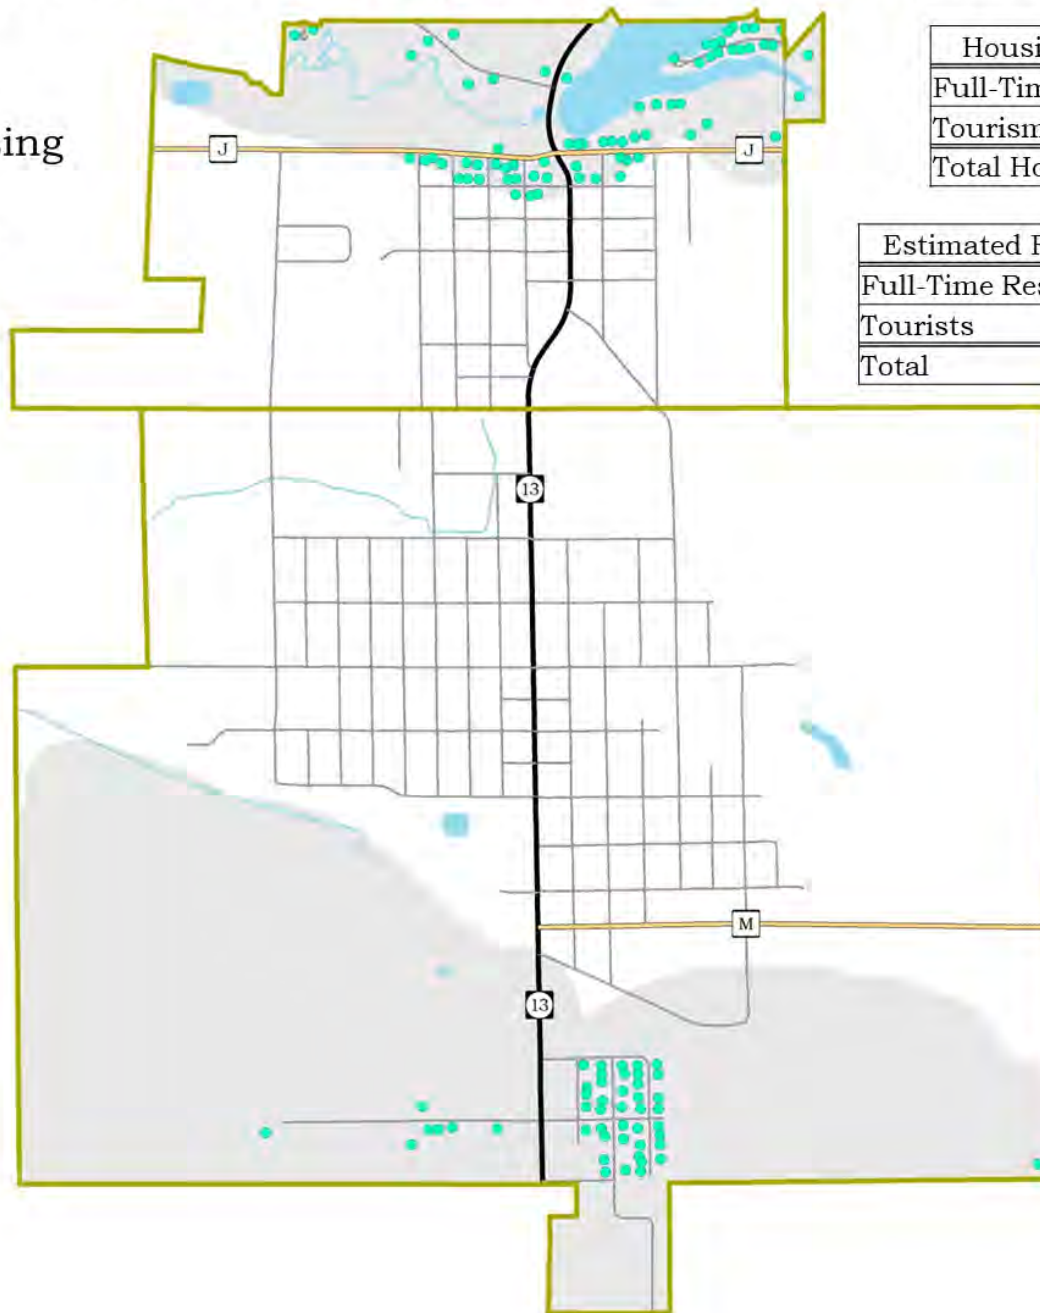 Housi
Full-Tim
Tourism
Total Ho
ing
J
J
Estimated
Full-Time Res
Tourists
Total
13
M
13